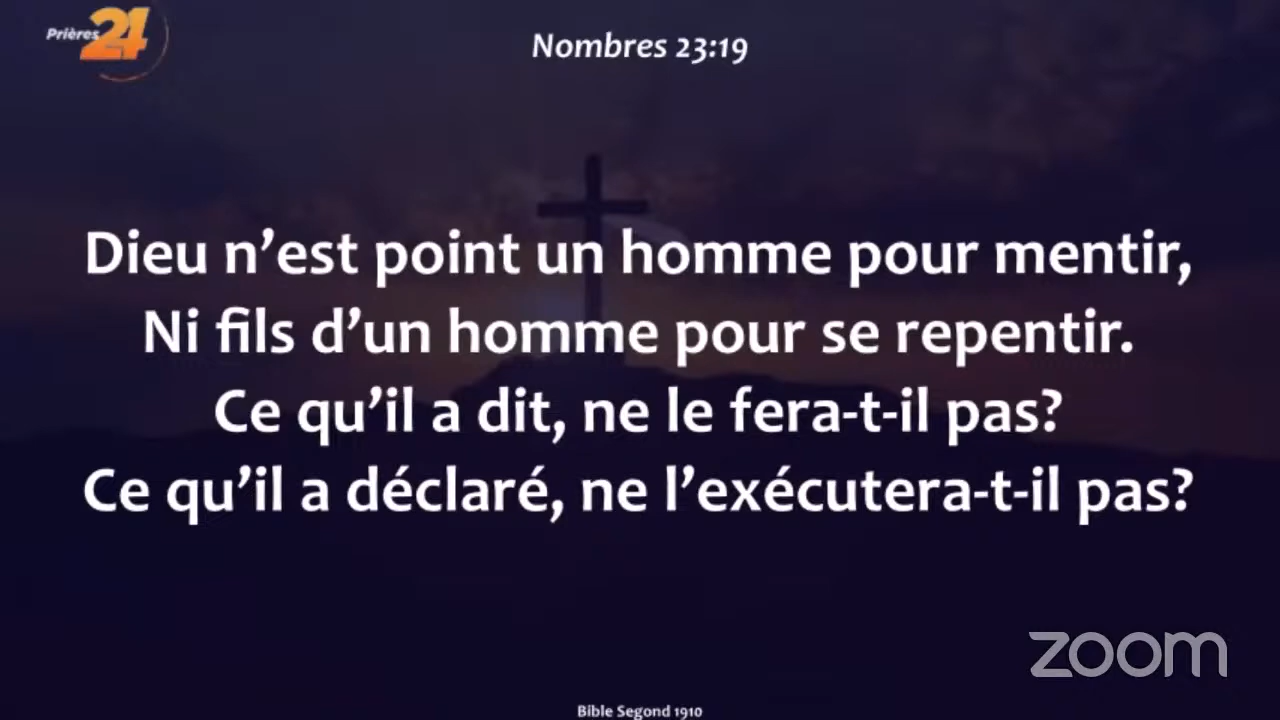 Prières 24
Nombres 23:19
Dieu n’est point un homme pour mentir,
Ni fils d’un homme pour se repentir.
Ce qu’il a dit, ne le fera-t-il pas?
Ce qu’il a déclaré, ne l’exécutera-t-il pas?
zoom
Bible Segond 1910